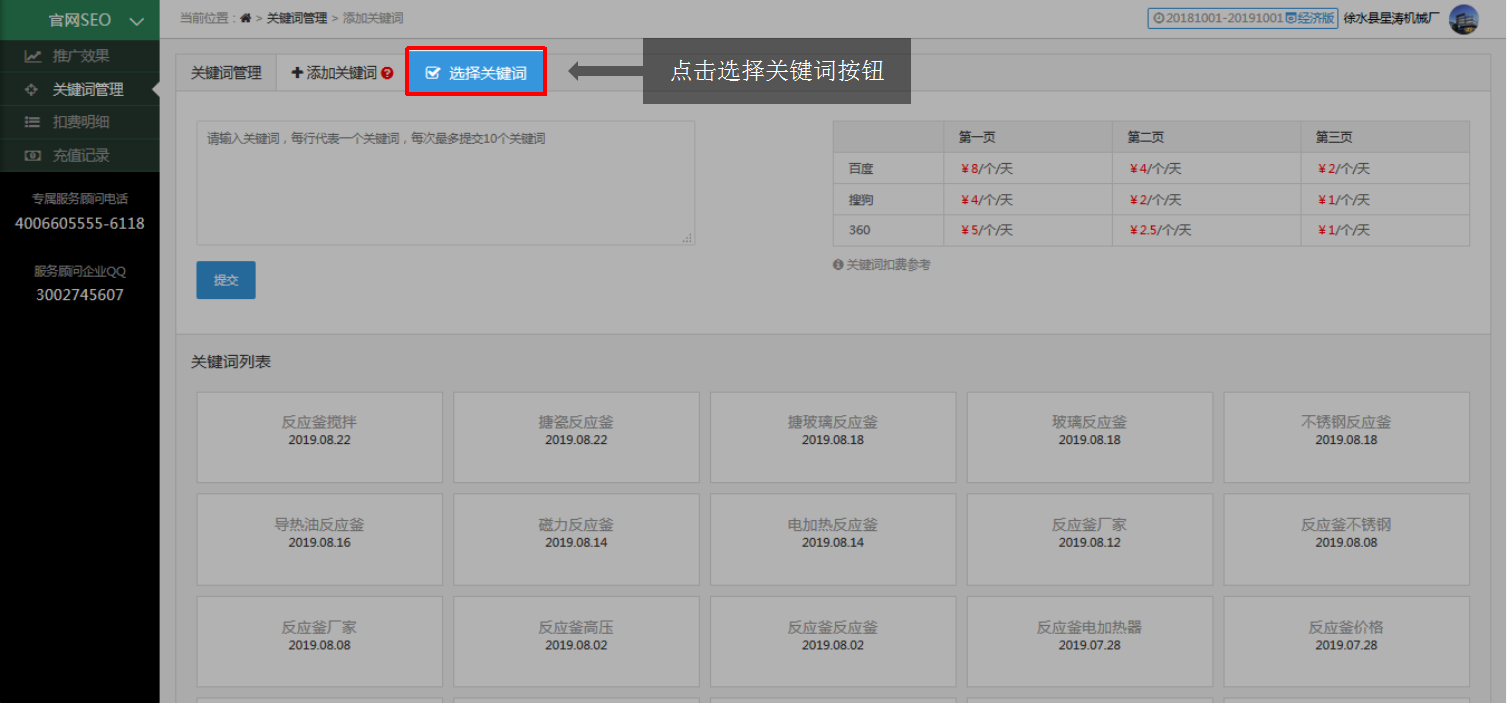 官网SEO
当前位置： > 关键词管理 > 添加关键词
20181001-20191001 经济版 徐水县星涛机械厂
推广效果
关键词管理
扣费明细
充值记录
专属服务顾问电话
4006605555-6118
服务顾问企业QQ
3002745607
关键词管理 添加关键词 选择关键词 点击选择关键词按钮
请输入关键词，每行代表一个关键词，每次最多提交10个关键词
提交
第一页 第二页 第三页
百度 ￥8/个/天 ￥4/个/天 ￥2/个/天
搜狗 ￥4/个/天 ￥2/个/天 ￥1/个/天
360 ￥5/个/天 ￥2.5/个/天 ￥1/个/天
关键词扣费参考
关键词列表
反应釜搅拌 搪瓷反应釜 搪玻璃反应釜 玻璃反应釜 不锈钢反应釜
2019.08.22 2019.08.22 2019.08.18 2019.08.18 2019.08.18
导热油反应釜 磁力反应釜 电加热反应釜 反应釜厂家 反应釜不锈钢
2019.08.16 2019.08.14 2019.08.14 2019.08.12 2019.08.08
反应釜厂家 反应釜高压 反应釜反应釜 反应釜电加热器 反应釜价格
2019.08.08 2019.08.02 2019.08.02 2019.07.28 2019.07.28